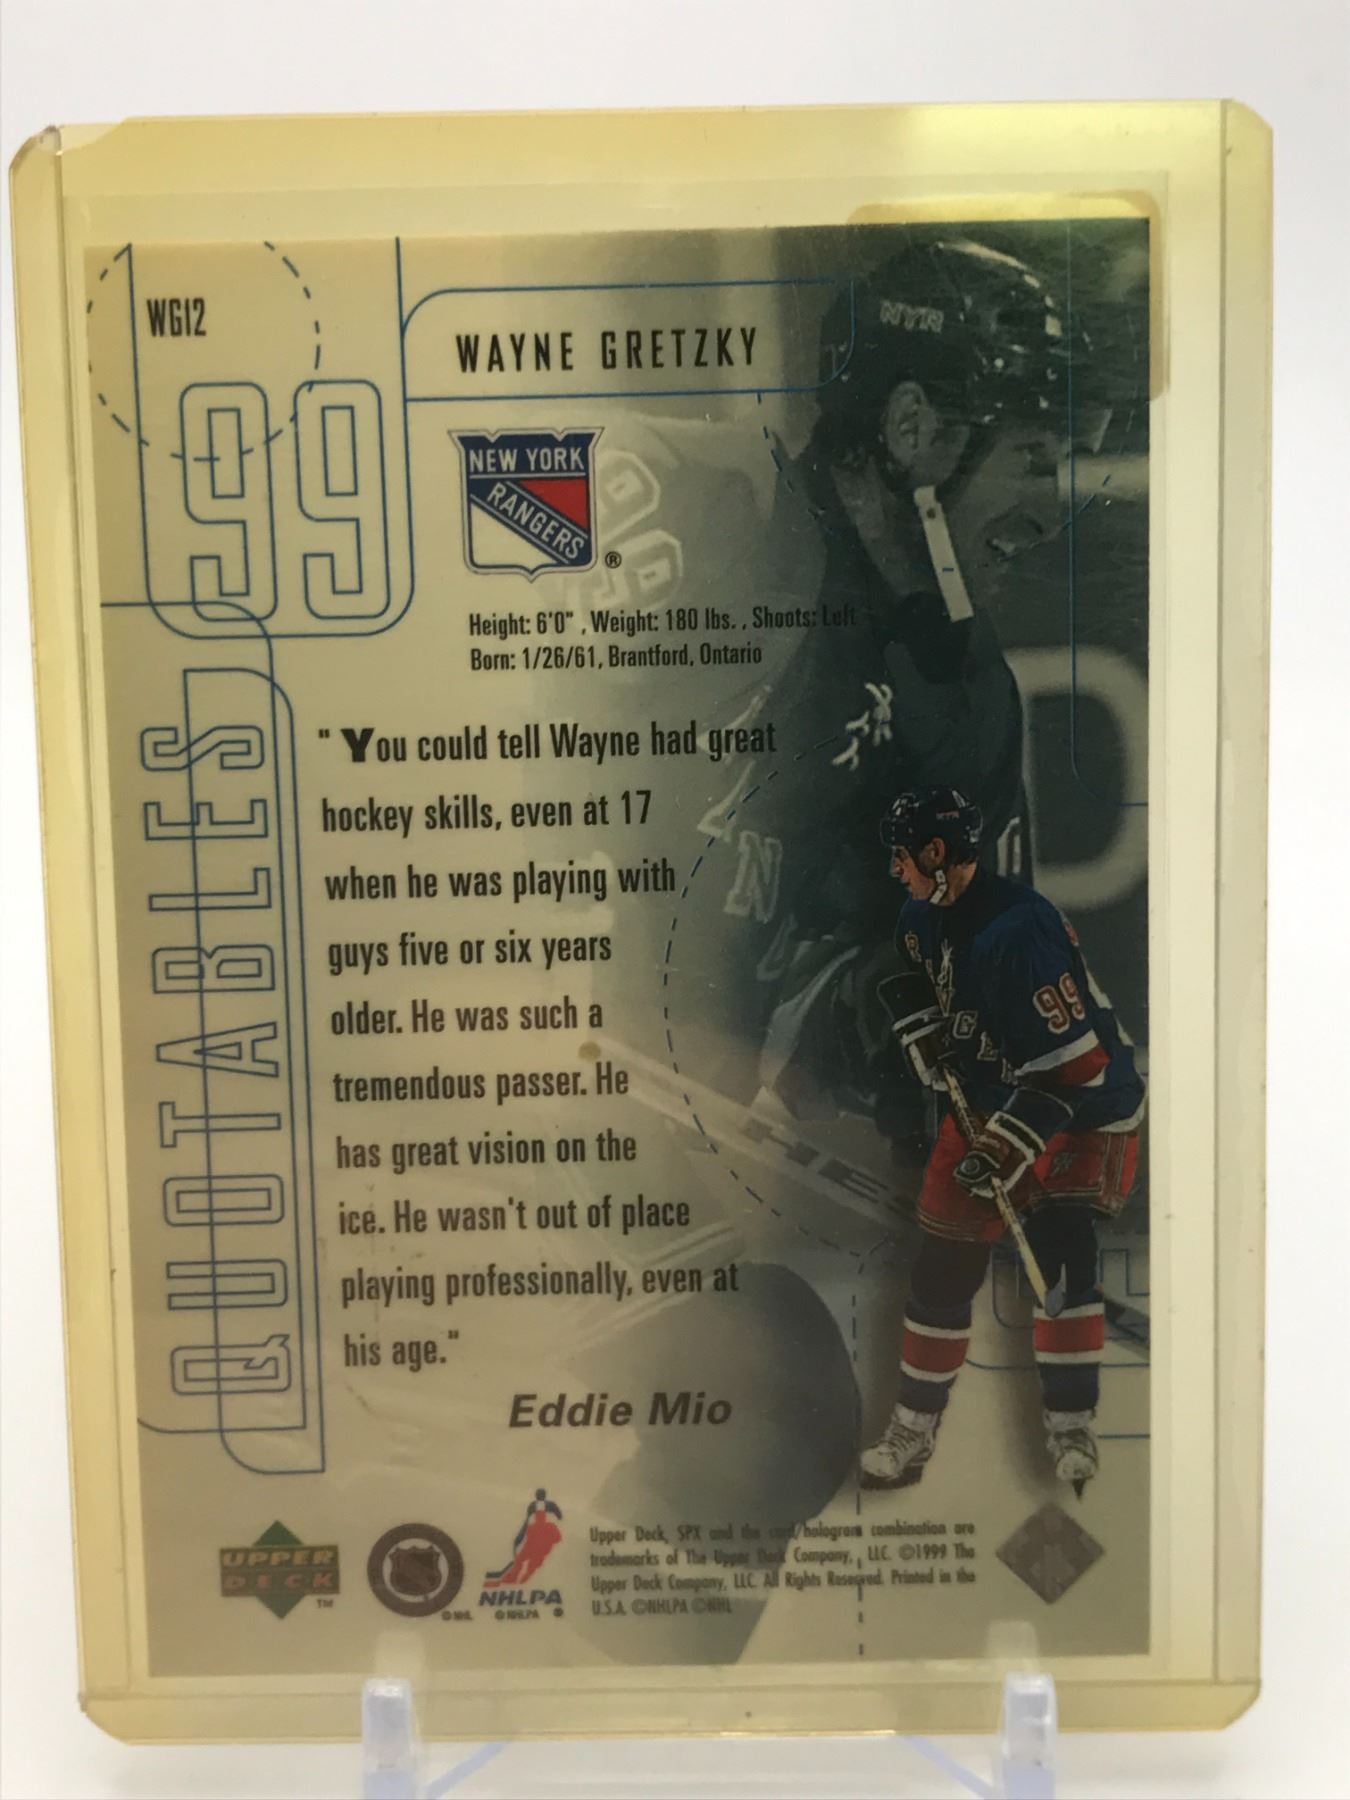 WG12
WAYNE GRETZKY
99
NEW YORK
RANGERS
®
Height: 6'0" , Weight: 180 lbs. , Shoots: Left
Born: 1/26/61, Brantford, Ontario
QUOTABLES
" You could tell Wayne had great
hockey skills, even at 17
when he was playing with
guys five or six years
older. He was such a
tremendous passer. He
has great vision on the
ice. He wasn't out of place
playing professionally, even at
his age."
Eddie Mio
NYR
99
UPPER
DECK
TM
©NHL
NHLPA
©NHLPA ®
Upper Deck, SPX and the card/hologram combination are
trademarks of The Upper Deck Company, LLC. ©1999 The
Upper Deck Company, LLC. All Rights Reserved. Printed in the
U.S.A. ©NHLPA ©NHL